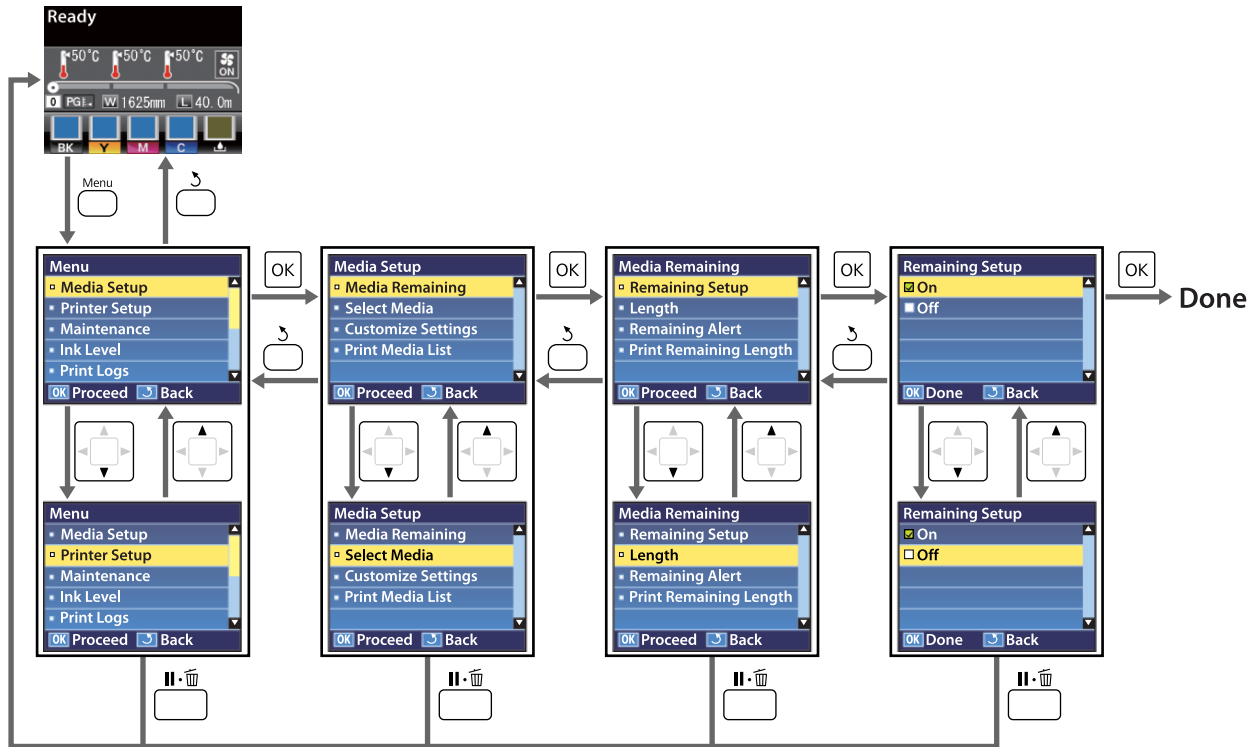 Ready
50°C 50°C 50°C
ON
0 PG W 1625mm L 40.0m
BK Y M C
Menu
Menu
Media Setup
Printer Setup
Maintenance
Ink Level
Print Logs
OK Proceed Back
OK
Media Setup
Media Remaining
Select Media
Customize Settings
Print Media List
OK Proceed Back
OK
Media Remaining
Remaining Setup
Length
Remaining Alert
Print Remaining Length
OK Proceed Back
OK
Remaining Setup
On
Off
OK Done Back
OK
Done
Menu
Media Setup
Printer Setup
Maintenance
Ink Level
Print Logs
OK Proceed Back
Media Setup
Media Remaining
Select Media
Customize Settings
Print Media List
OK Proceed Back
Media Remaining
Remaining Setup
Length
Remaining Alert
Print Remaining Length
OK Proceed Back
Remaining Setup
On
Off
OK Done Back